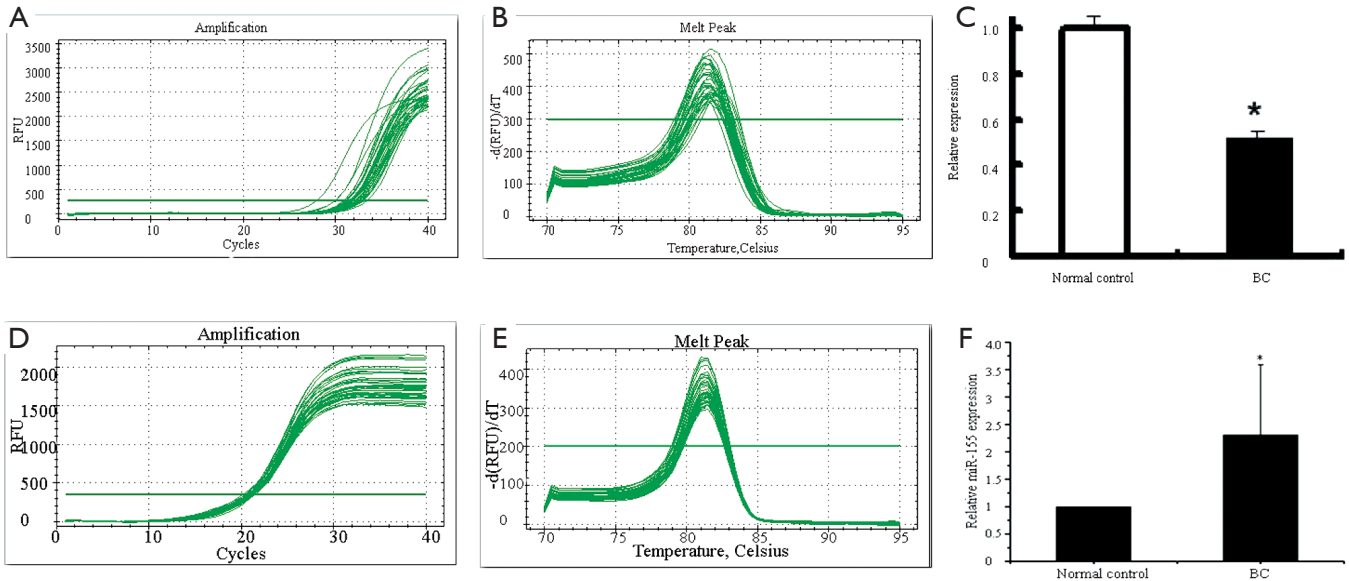 A
Amplification
3500
3000
2500
2000
1500
1000
500
0
RFU
0 10 20 30 40
Cycles
B
Melt Peak
500
400
300
200
100
0
-d(RFU)/dT
70 75 80 85 90 95
Temperature,Celsius
C
1.0
0.8
0.6
0.4
0.2
0
Relative expression
*
Normal control BC
D
Amplification
2000
1500
1000
500
0
RFU
0 10 20 30 40
Cycles
E
Melt Peak
400
300
200
100
0
-d(RFU)/dT
70 75 80 85 90 95
Temperature, Celsius
F
4.0
3.5
3
2.5
2
1.5
1.0
0.5
0
Relative miR-155 expression
*
Normal control BC